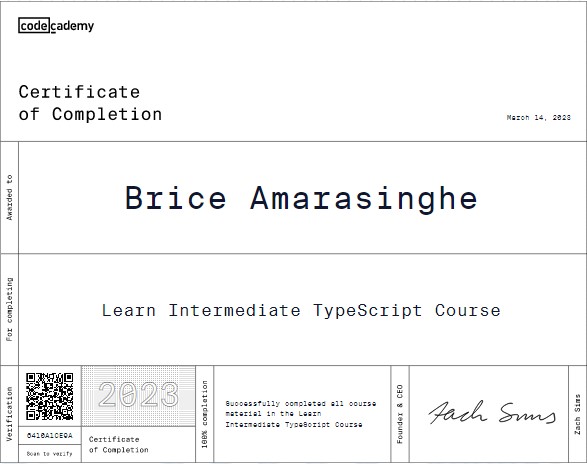 codecademy
Certificate
of Completion
March 14, 2023
Awarded to
Brice Amarasinghe
For completing
Learn Intermediate TypeScript Course
Verification
2023
Scan to verify
Certificate
of Completion
100% completion
Successfully completed all course
material in the Learn
Intermediate TypeScript Course
Founder & CEO
Zach Sims
Zach Sims